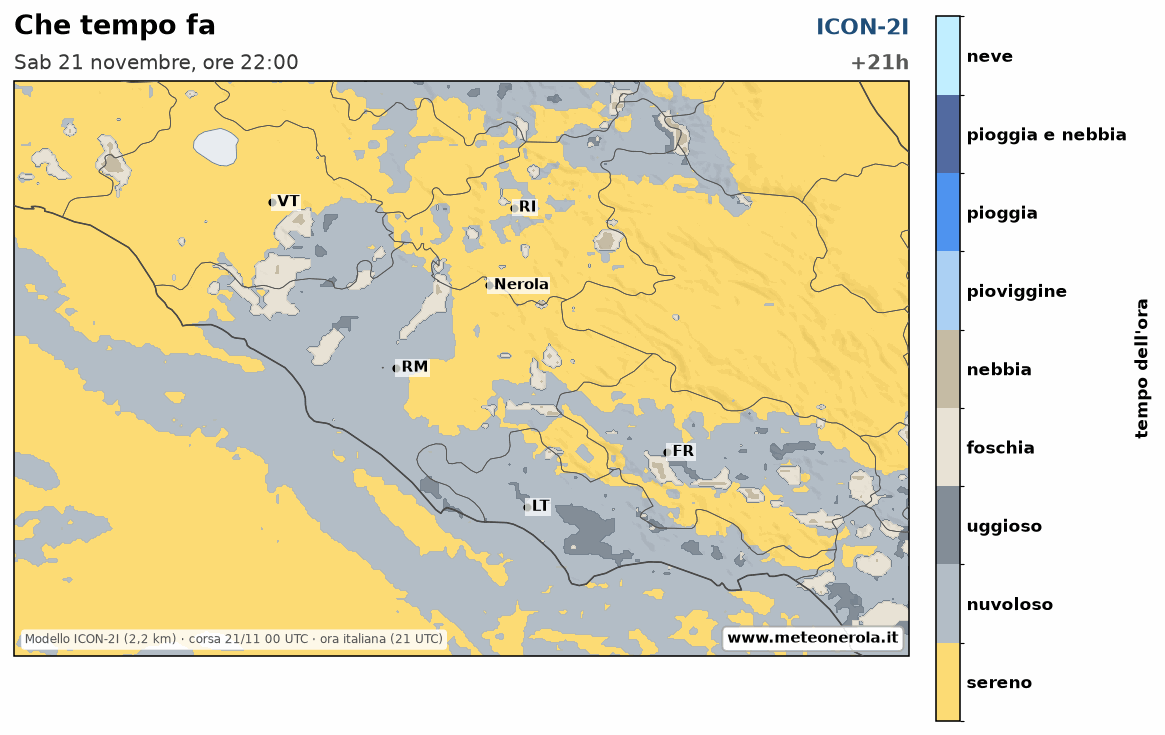 Che tempo fa
ICON-2I
Sab 21 novembre, ore 22:00
+21h
neve
pioggia e nebbia
pioggia
pioviggine
nebbia
foschia
uggioso
nuvoloso
sereno
tempo dell'ora
VT
RI
Nerola
RM
FR
LT
Modello ICON-2I (2,2 km) · corsa 21/11 00 UTC · ora italiana (21 UTC)
www.meteonerola.it